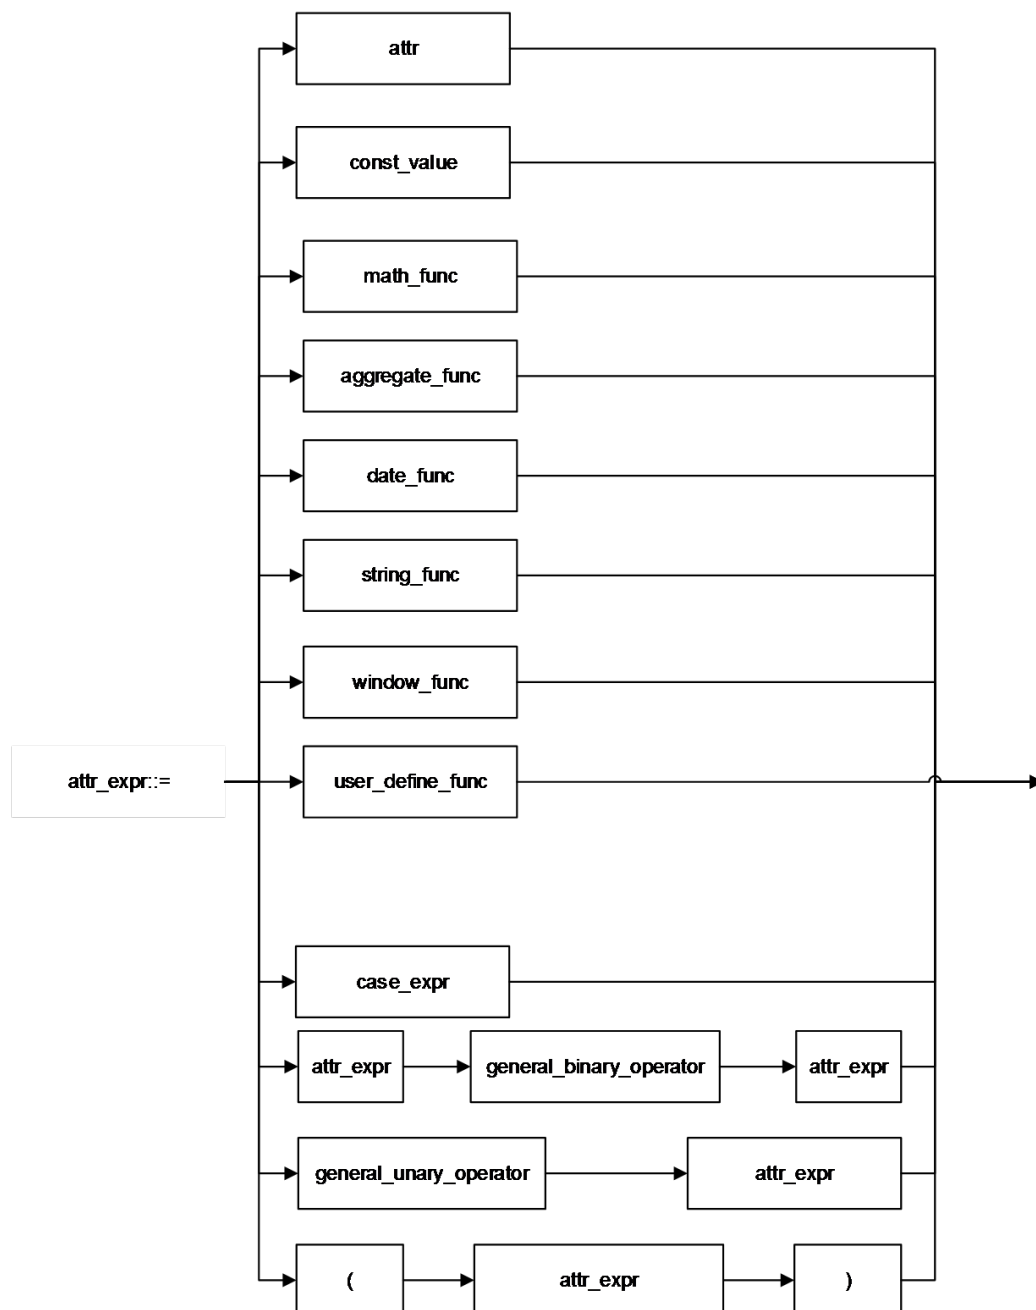 attr
const_value
math_func
aggregate_func
date_func
string_func
window_func
attr_expr::= user_define_func
case_expr
attr_expr general_binary_operator attr_expr
general_unary_operator attr_expr
( attr_expr )